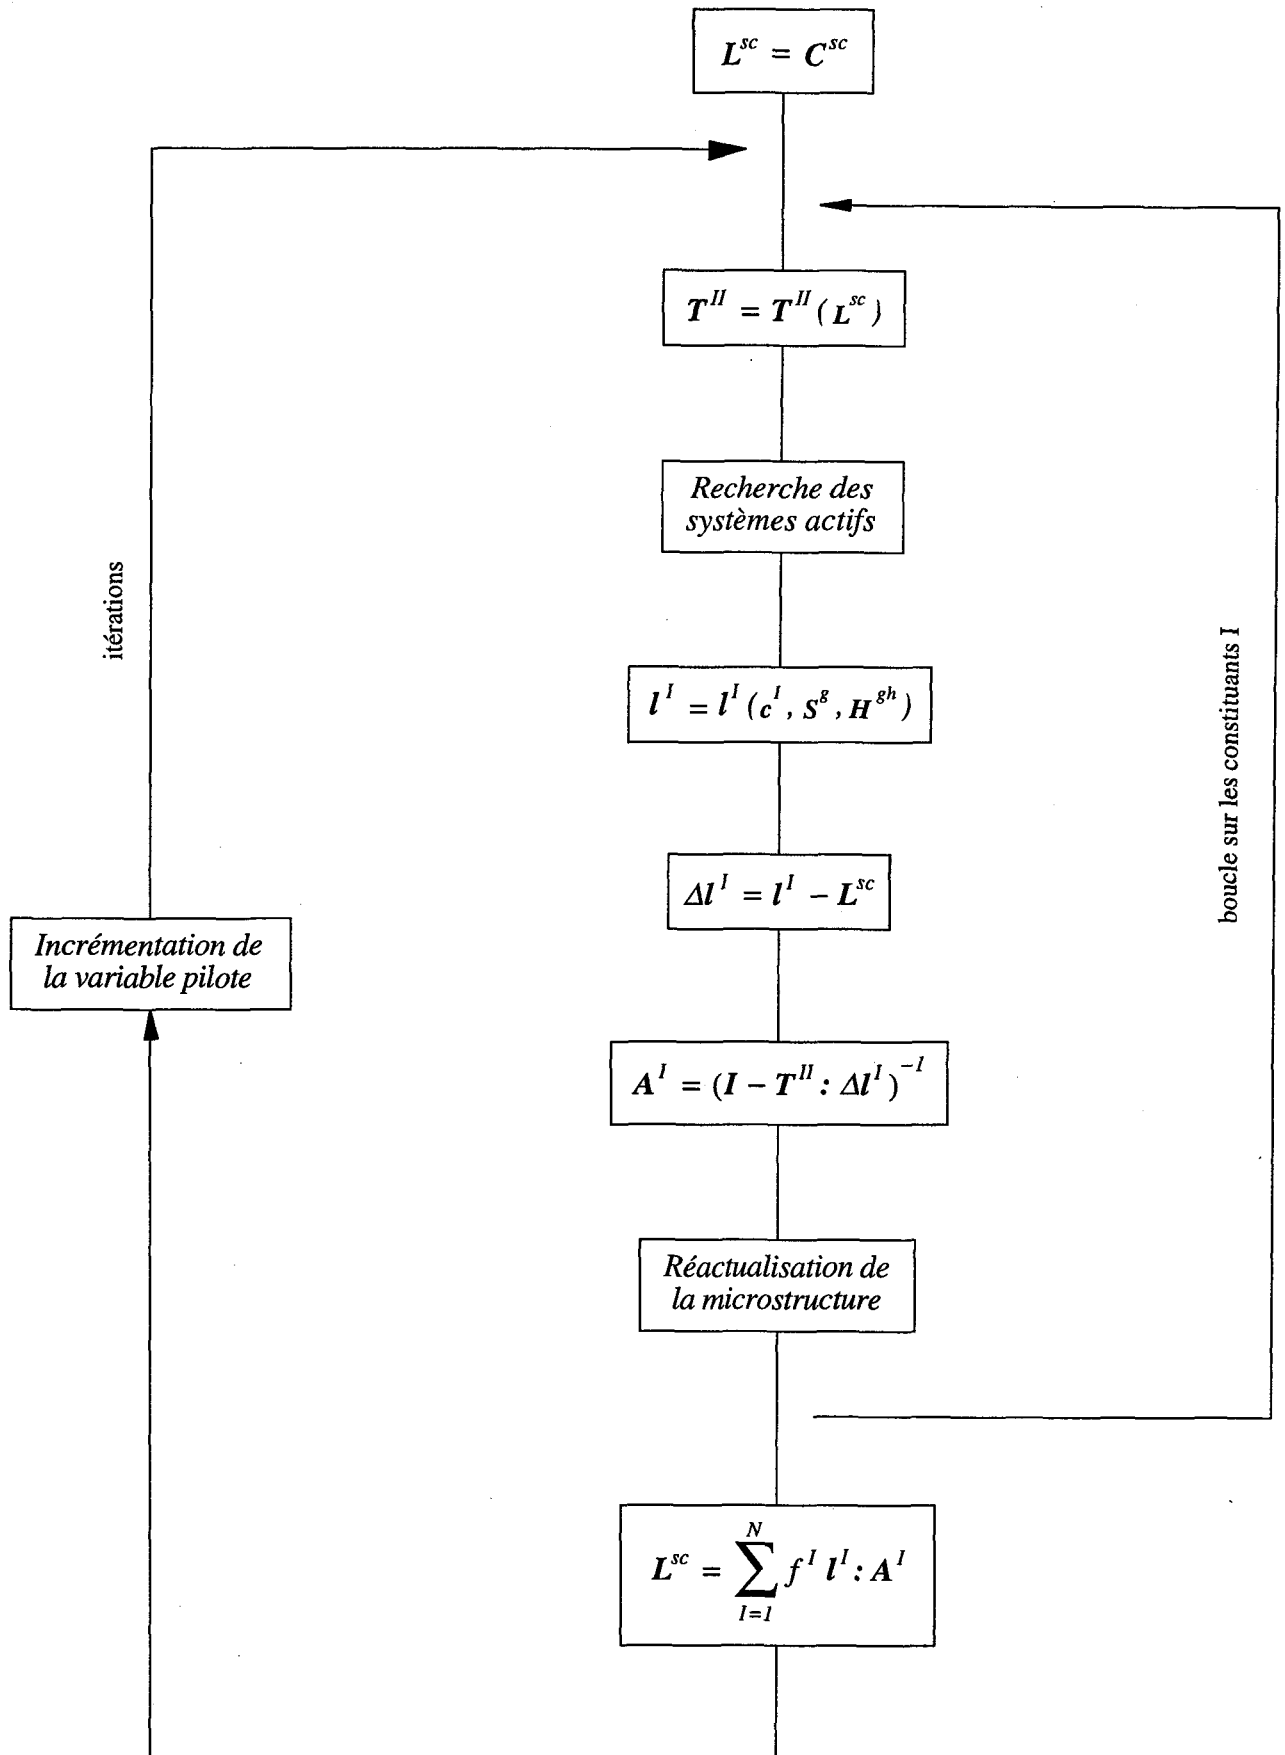 L^sc = C^sc
T^II = T^II ( L^sc )
Recherche des
systèmes actifs
itérations
l^I = l^I ( c^I , S^g , H^gh )
boucle sur les constituants I
Δl^I = l^I − L^sc
Incrémentation de
la variable pilote
A^I = (I − T^II : Δl^I )^−1
Réactualisation de
la microstructure
L^sc = ∑_{I=1}^{N} f^I l^I : A^I